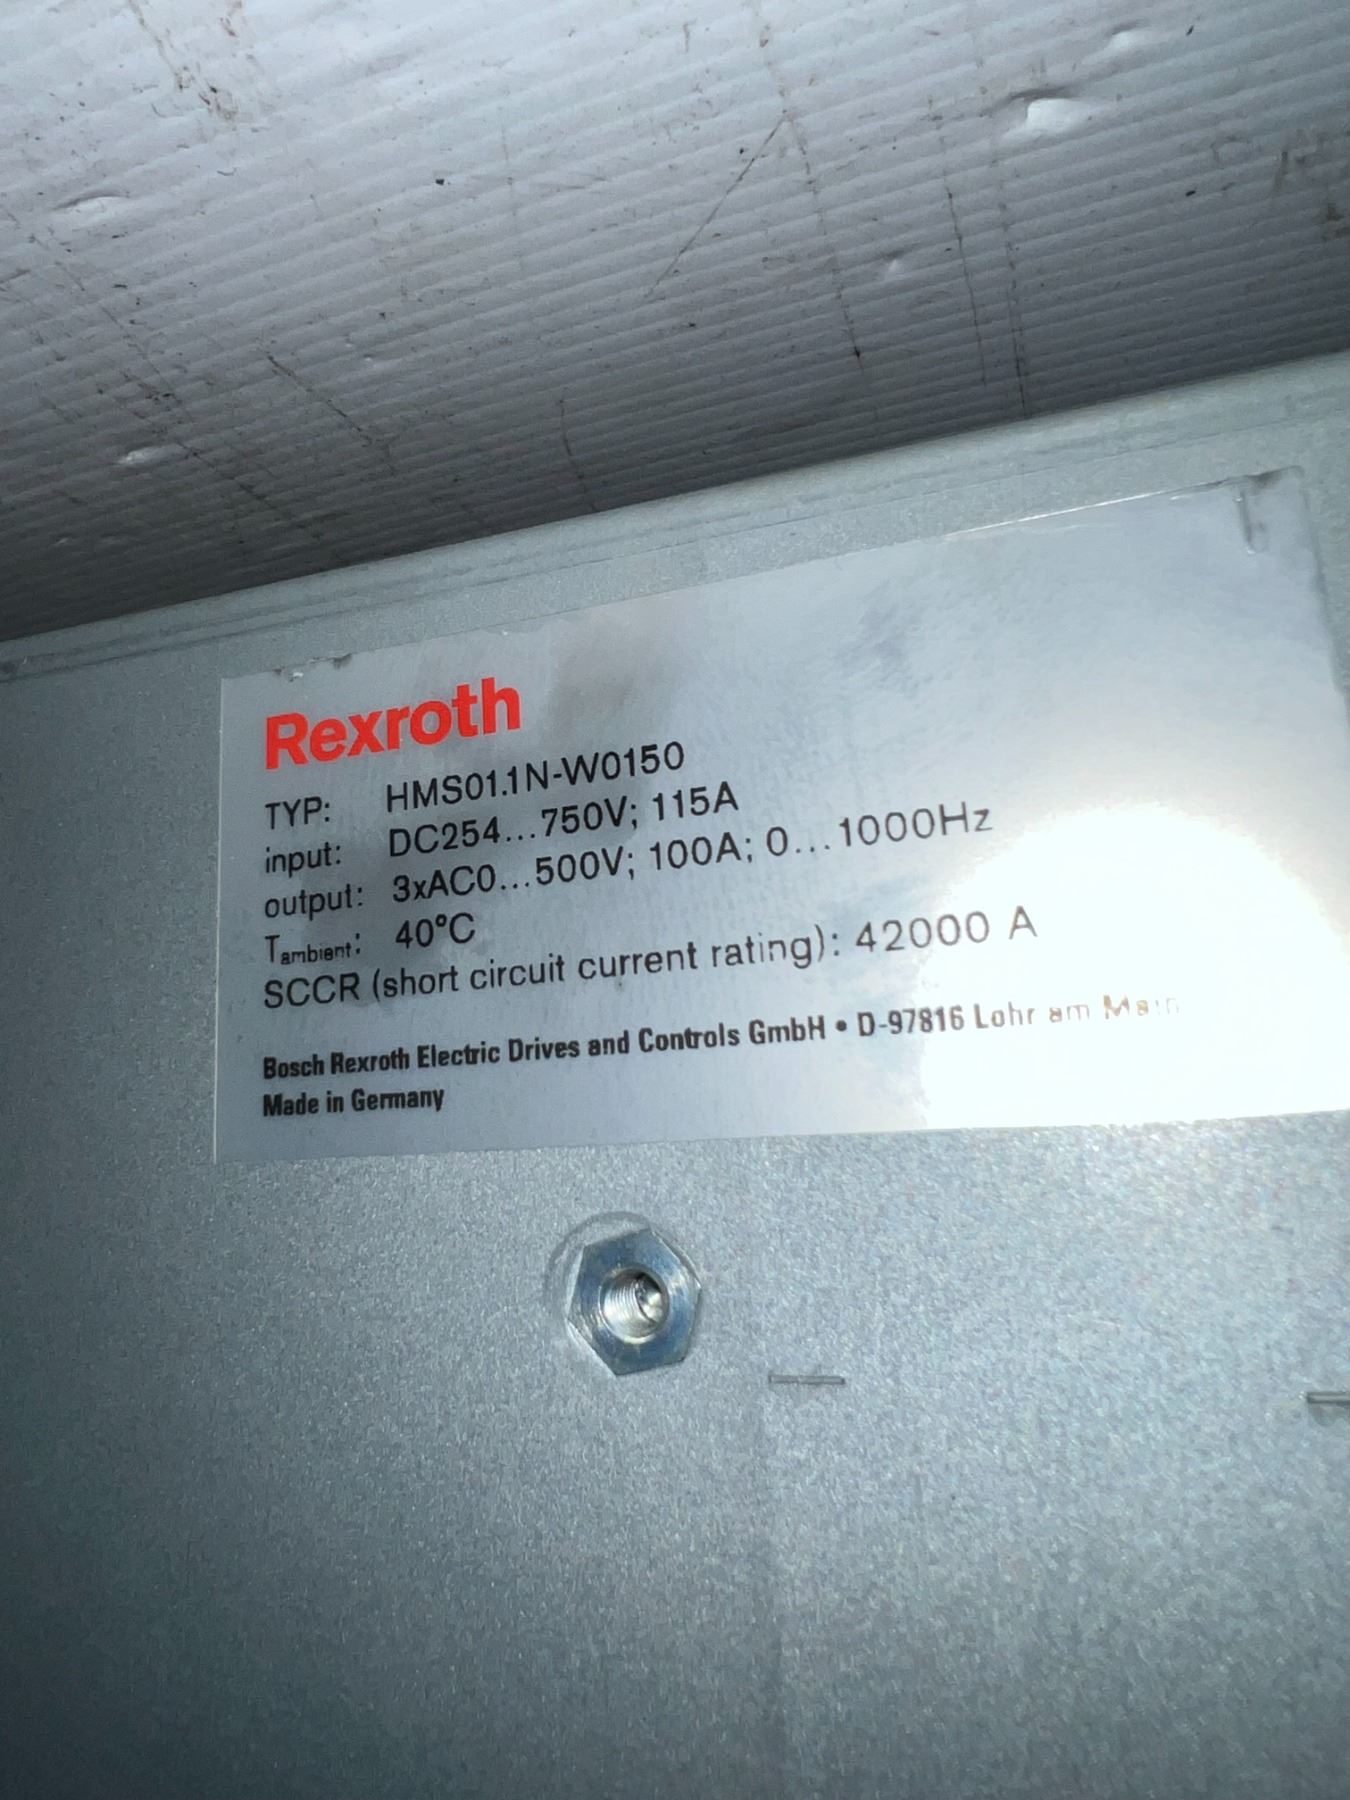 Rexroth
TYP: HMS01.1N-W0150
input: DC254...750V; 115A
output: 3xAC0...500V; 100A; 0...1000Hz
Tambient: 40°C
SCCR (short circuit current rating): 42000 A
Bosch Rexroth Electric Drives and Controls GmbH • D-97816 Lohr am Main
Made in Germany